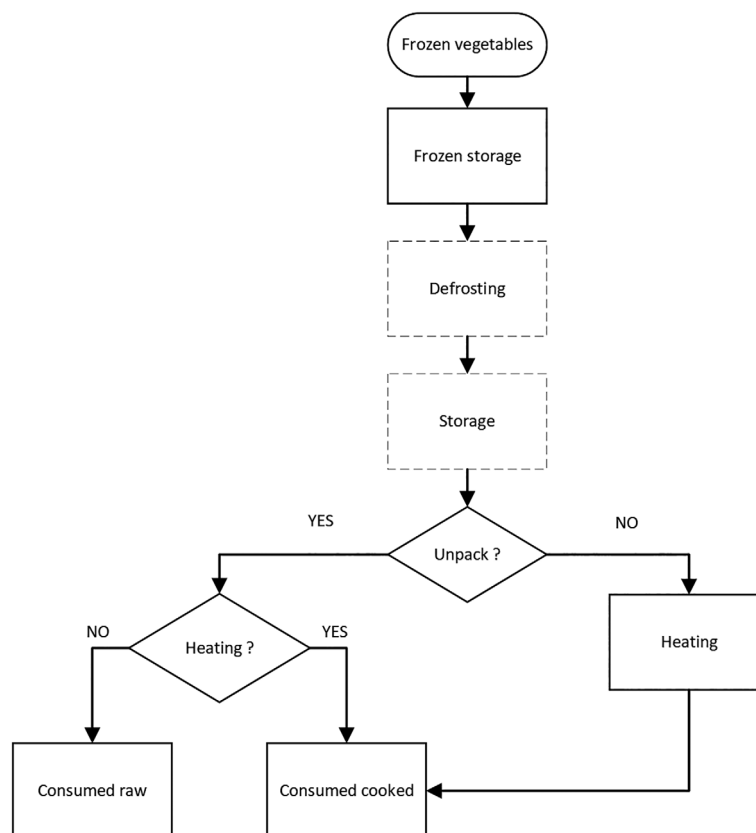 Frozen vegetables
Frozen storage
Defrosting
Storage
YES
NO
Unpack ?
NO
YES
Heating ?
Heating
Consumed raw
Consumed cooked